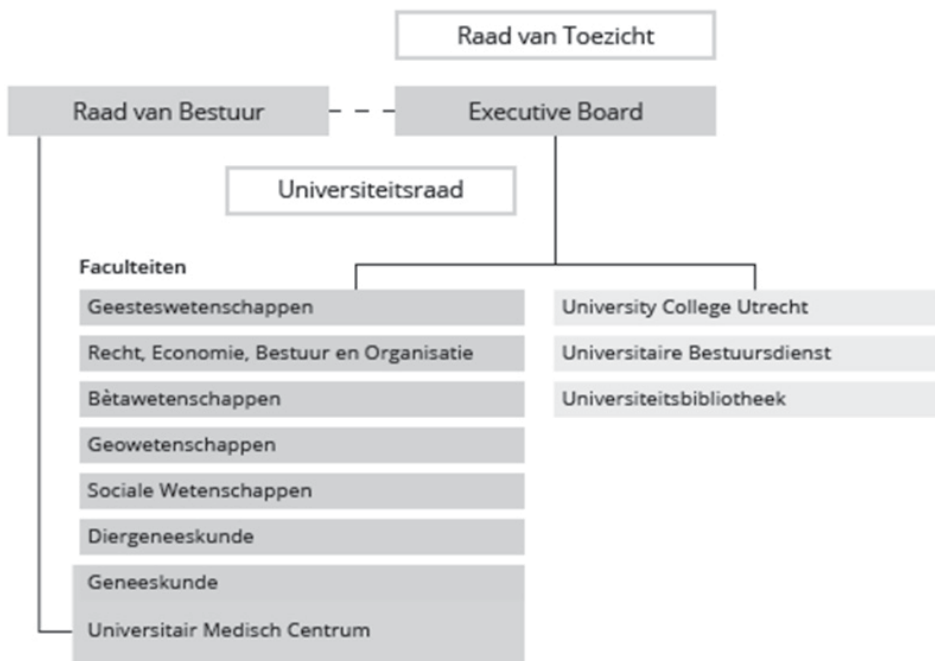 Raad van Toezicht
Raad van Bestuur
Executive Board
Universiteitsraad
Faculteiten
Geesteswetenschappen
University College Utrecht
Recht, Economie, Bestuur en Organisatie
Universitaire Bestuursdienst
Bètawetenschappen
Universiteitsbibliotheek
Geowetenschappen
Sociale Wetenschappen
Diergeneeskunde
Geneeskunde
Universitair Medisch Centrum